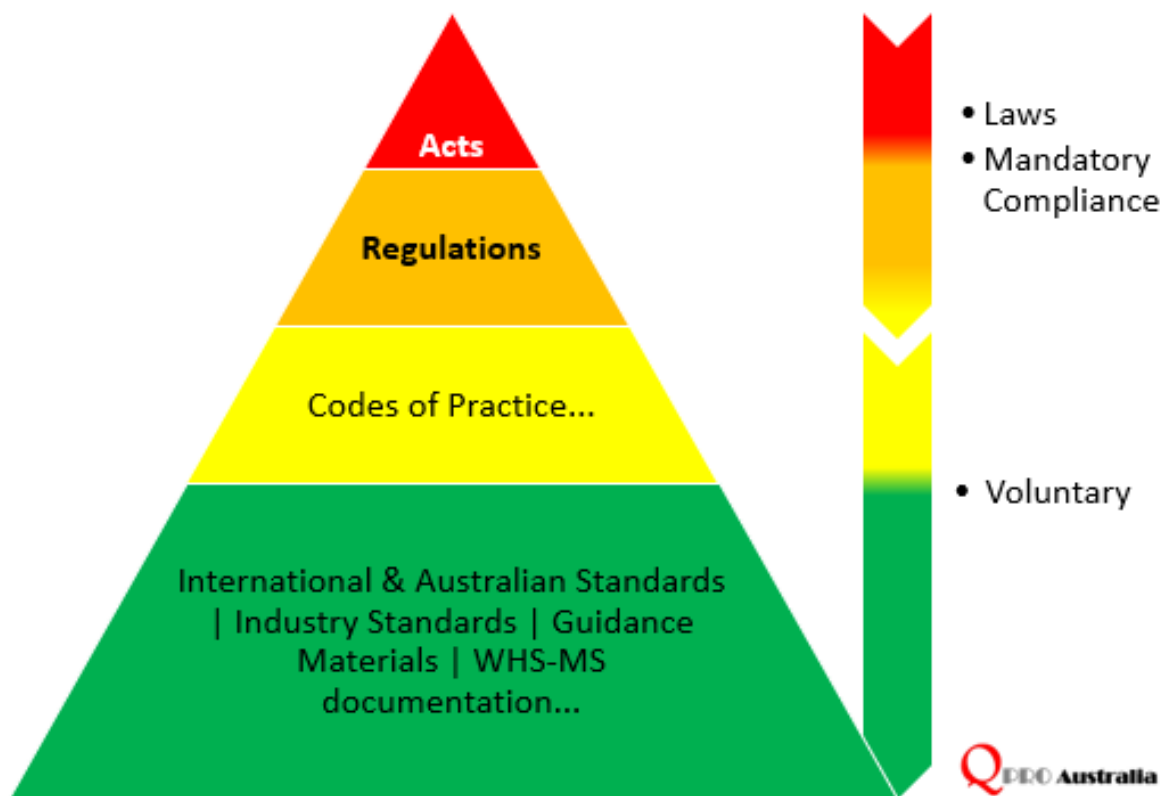 Acts
Regulations
Codes of Practice...
International & Australian Standards
| Industry Standards | Guidance
Materials | WHS-MS
documentation...
• Laws
• Mandatory
Compliance
• Voluntary
QPRO Australia